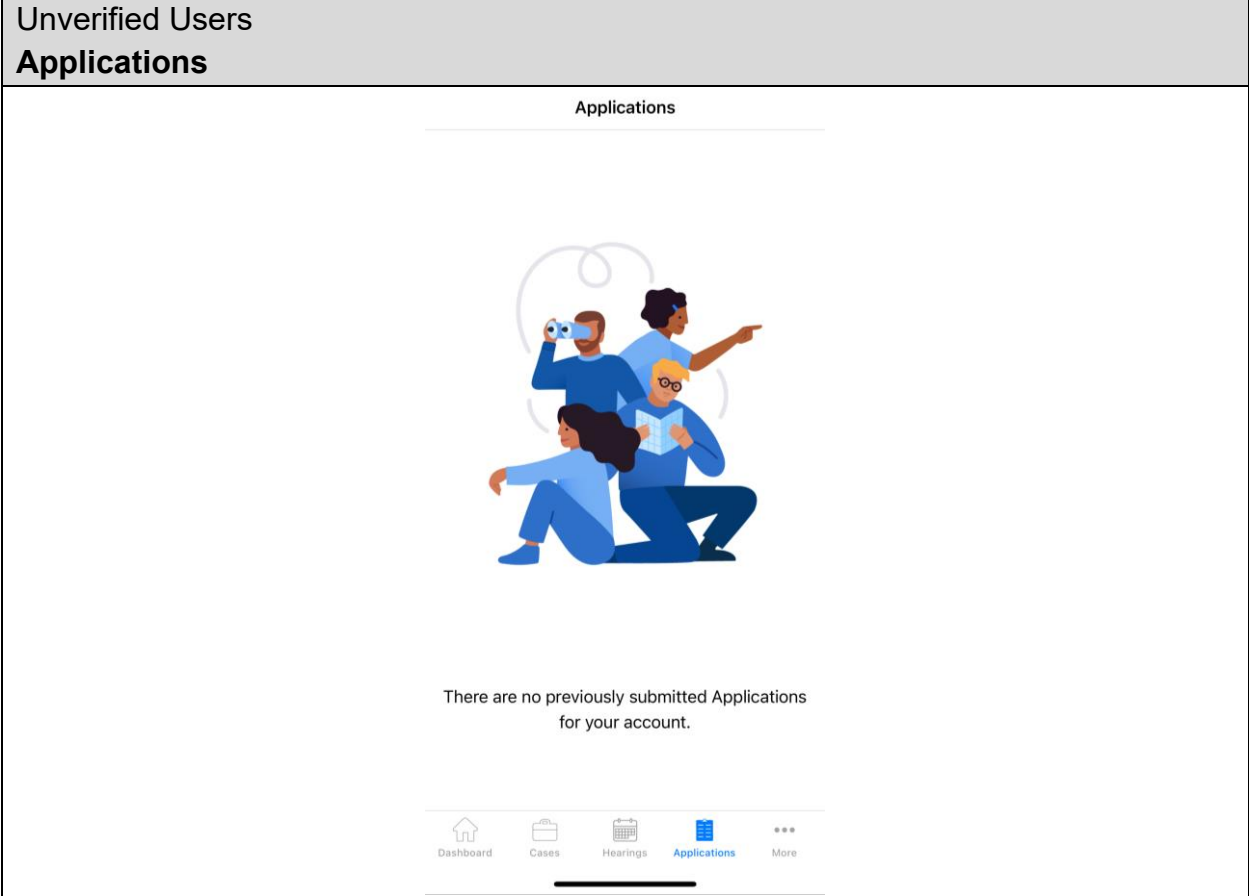 Unverified Users
Applications
Applications
There are no previously submitted Applications
for your account.
Dashboard Cases Hearings Applications More